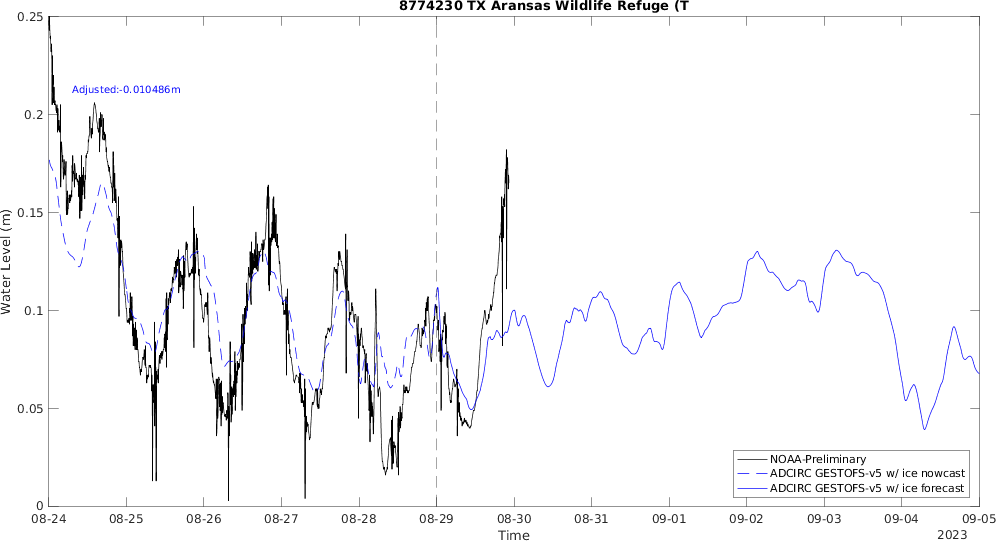 8774230 TX Aransas Wildlife Refuge (T
Adjusted:-0.010486m
Water Level (m)
0.25
0.2
0.15
0.1
0.05
0
NOAA-Preliminary
ADCIRC GESTOFS-v5 w/ ice nowcast
ADCIRC GESTOFS-v5 w/ ice forecast
08-24 08-25 08-26 08-27 08-28 08-29 08-30 08-31 09-01 09-02 09-03 09-04 09-05
Time
2023